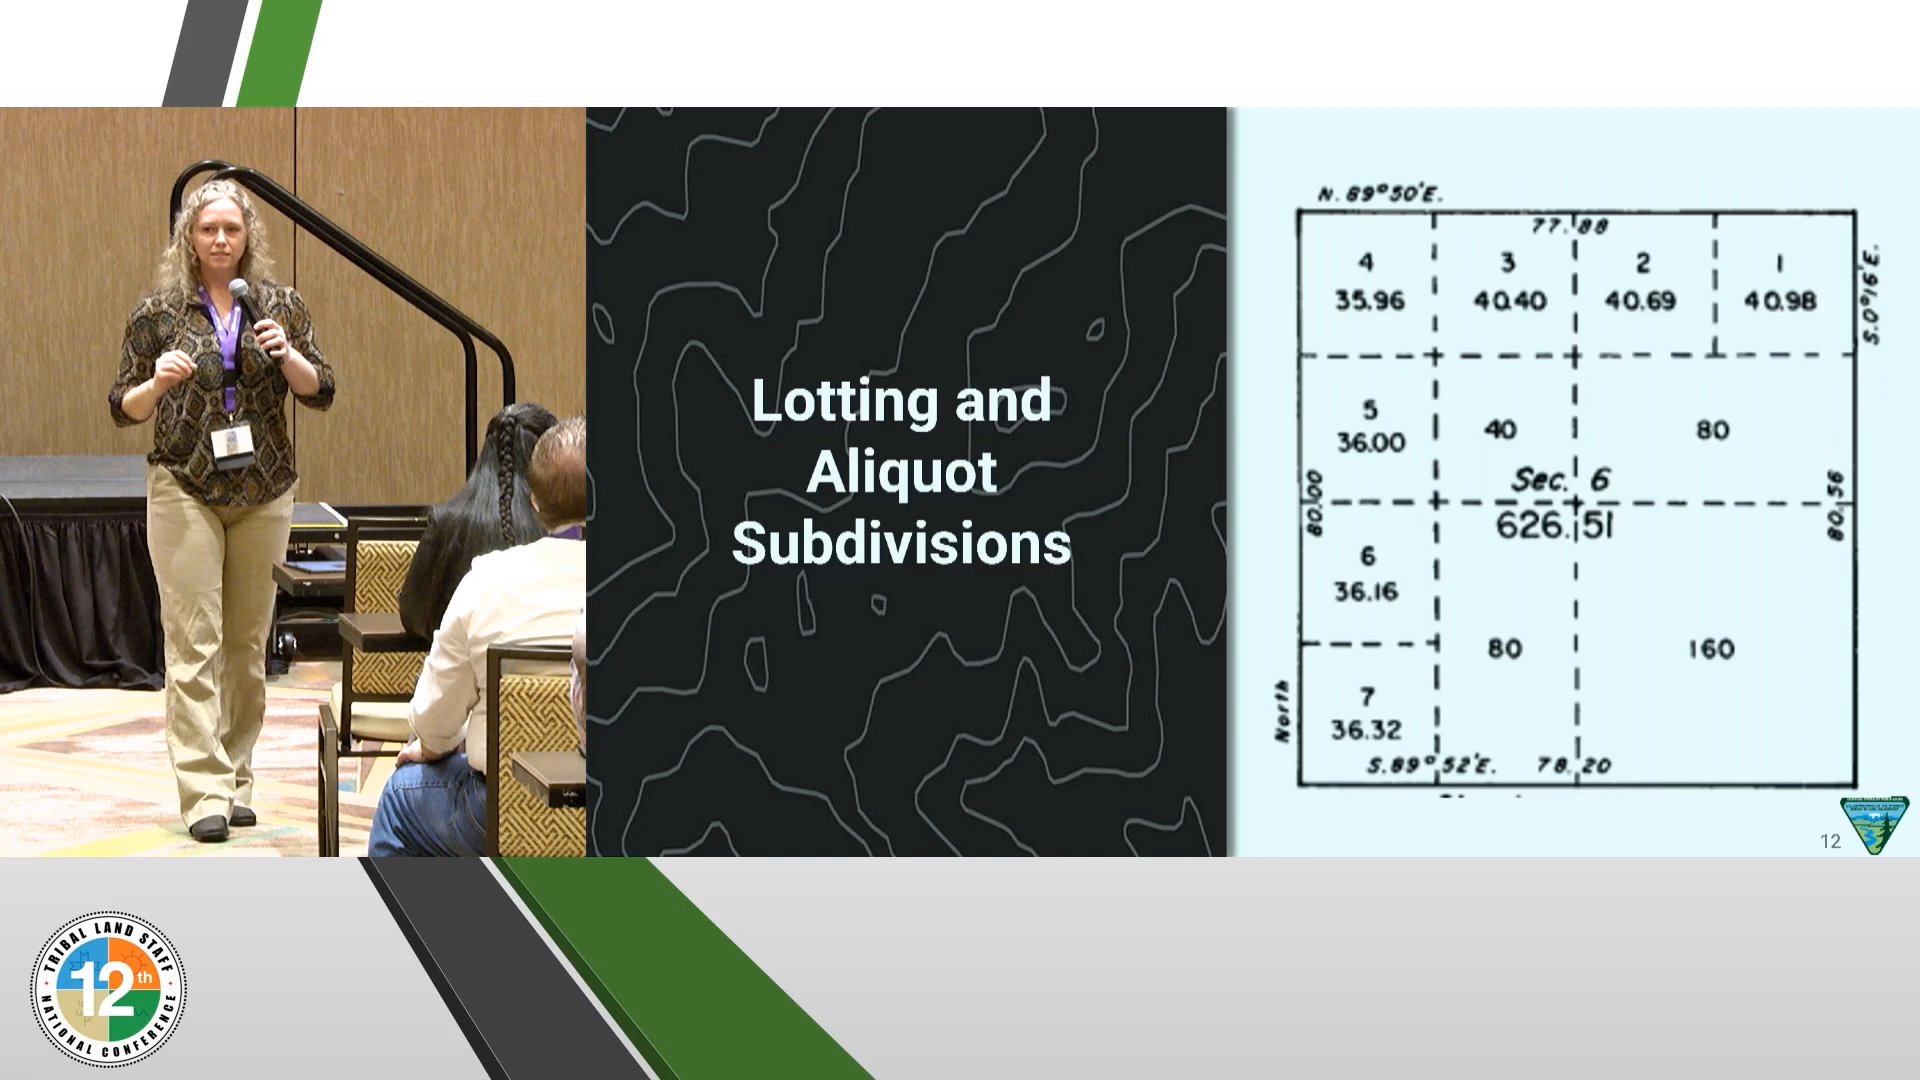 Lotting and
Aliquot
Subdivisions
N. 89°50'E.
77.88
4
35.96
3
40.40
2
40.69
1
40.98
S.0°16'E.
5
36.00
40
80
80.00
Sec. 6
626.51
80.56
6
36.16
80
160
North
7
36.32
S.89°52'E. 78.20
12
TRIBAL LAND STAFF
12th
NATIONAL CONFERENCE